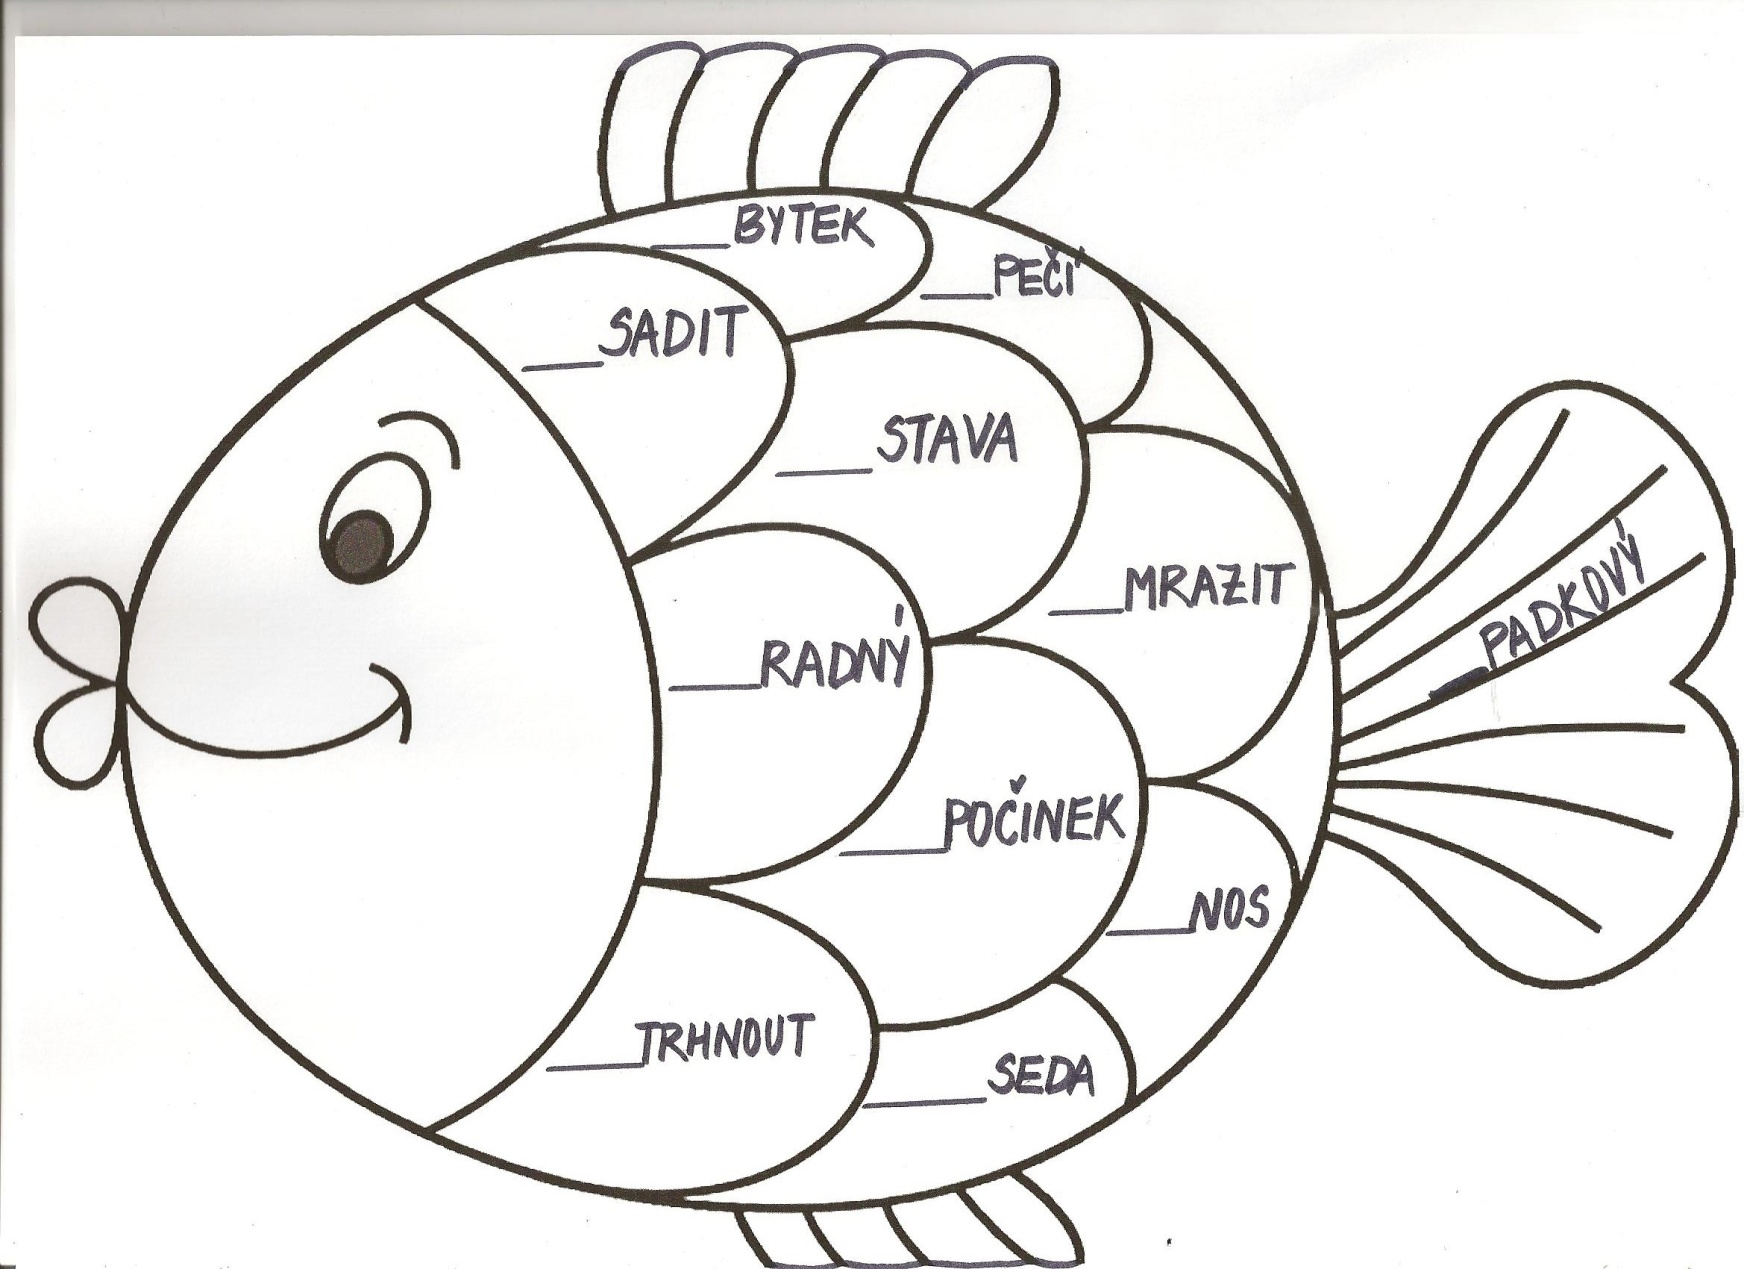 ___BYTEK
___PEČÍ
___SADIT
___STAVA
___MRAZIT
___PADKOVÝ
___RADNÝ
___POČINEK
___NOS
___TRHNOUT
___SEDA